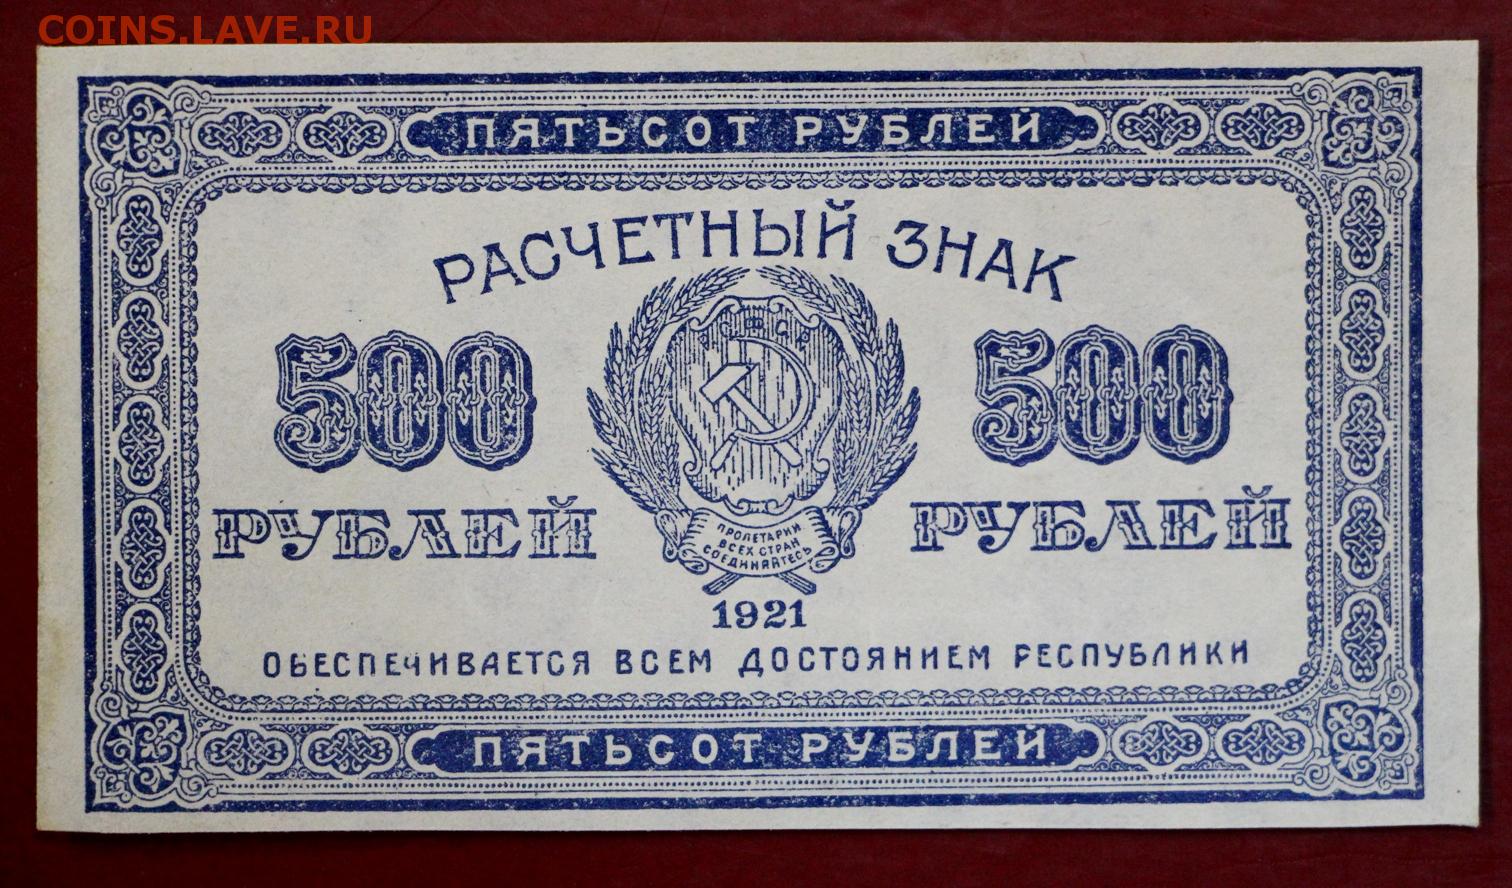 COINS.LAVE.RU
ПЯТЬСОТ РУБЛЕЙ
РАСЧЕТНЫЙ ЗНАК
Р.С.Ф.С.Р.
500 500
РУБЛЕЙ РУБЛЕЙ
ПРОЛЕТАРИИ
ВСЕХ СТРАН
СОЕДИНЯЙТЕСЬ
1921
ОБЕСПЕЧИВАЕТСЯ ВСЕМ ДОСТОЯНИЕМ РЕСПУБЛИКИ
ПЯТЬСОТ РУБЛЕЙ